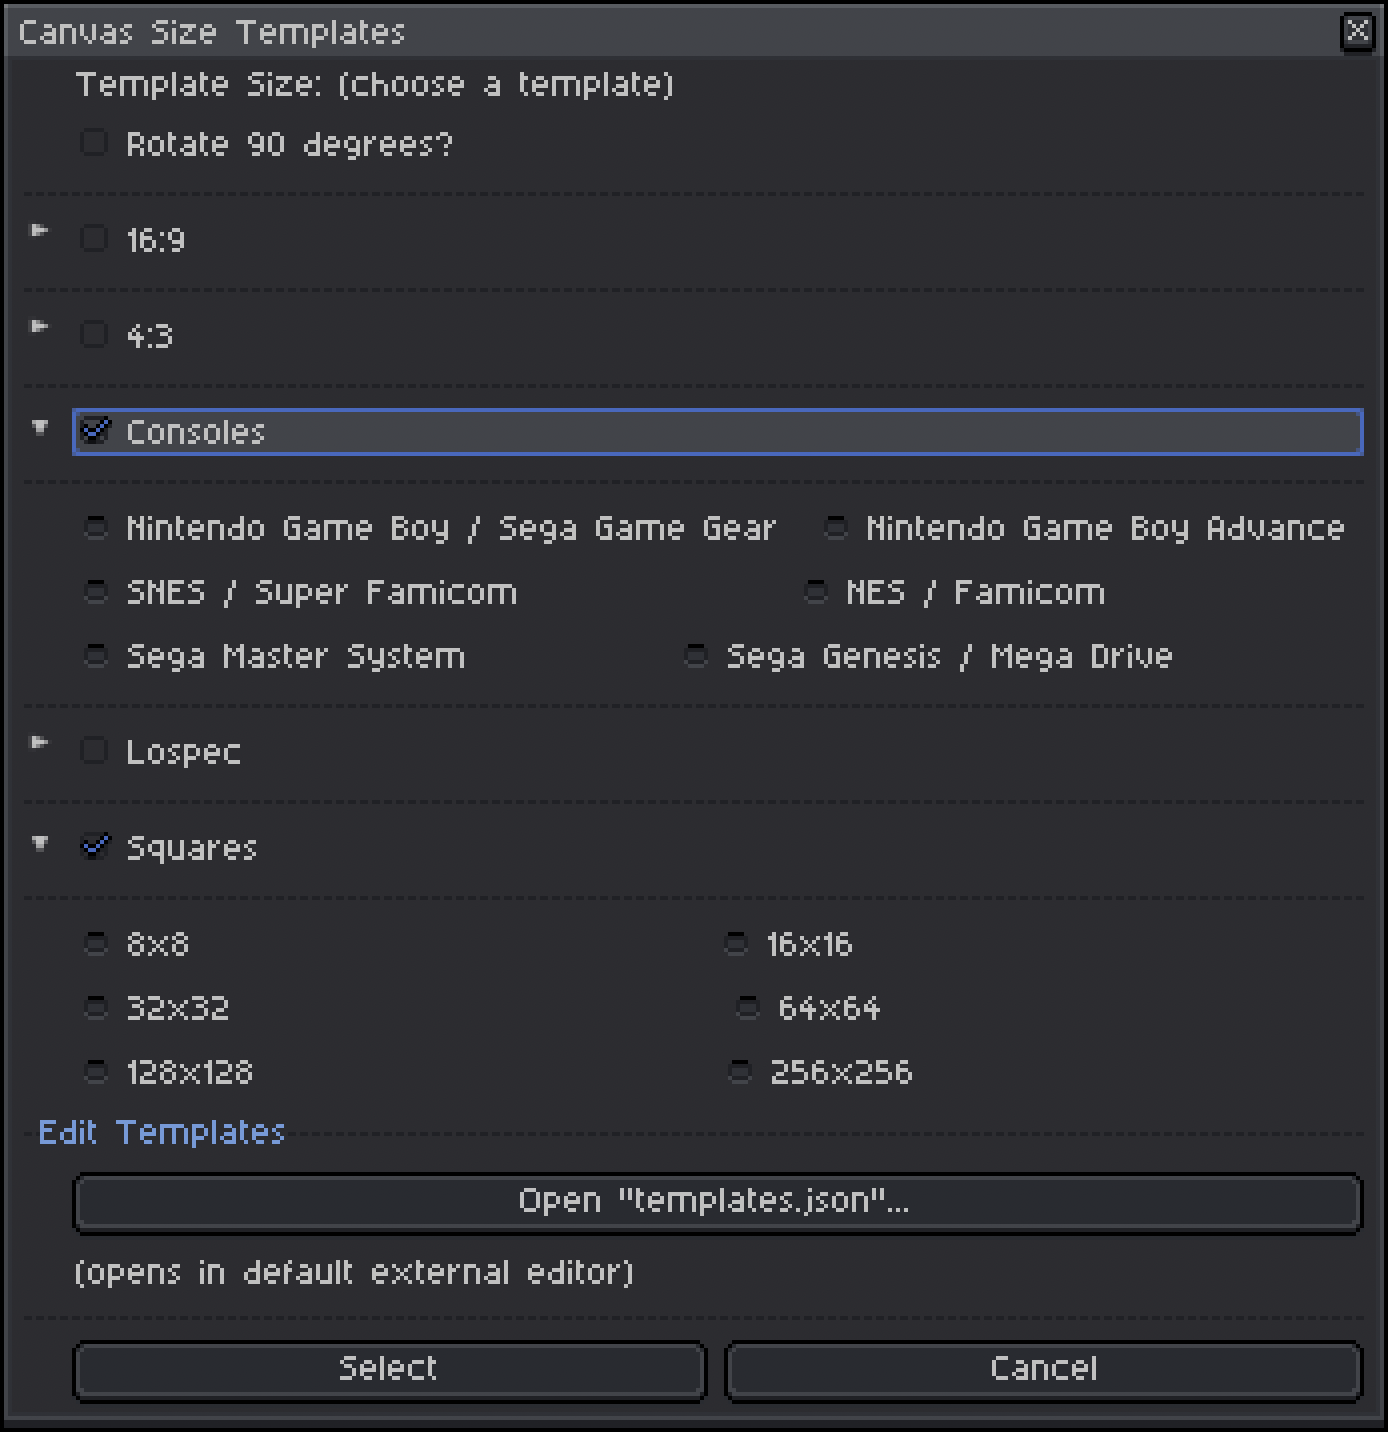 Canvas Size Templates
Template Size: (choose a template)
Rotate 90 degrees?
16:9
4:3
Consoles
Nintendo Game Boy / Sega Game Gear Nintendo Game Boy Advance
SNES / Super Famicom NES / Famicom
Sega Master System Sega Genesis / Mega Drive
Lospec
Squares
8x8 16x16
32x32 64x64
128x128 256x256
Edit Templates
Open "templates.json"...
(opens in default external editor)
Select Cancel